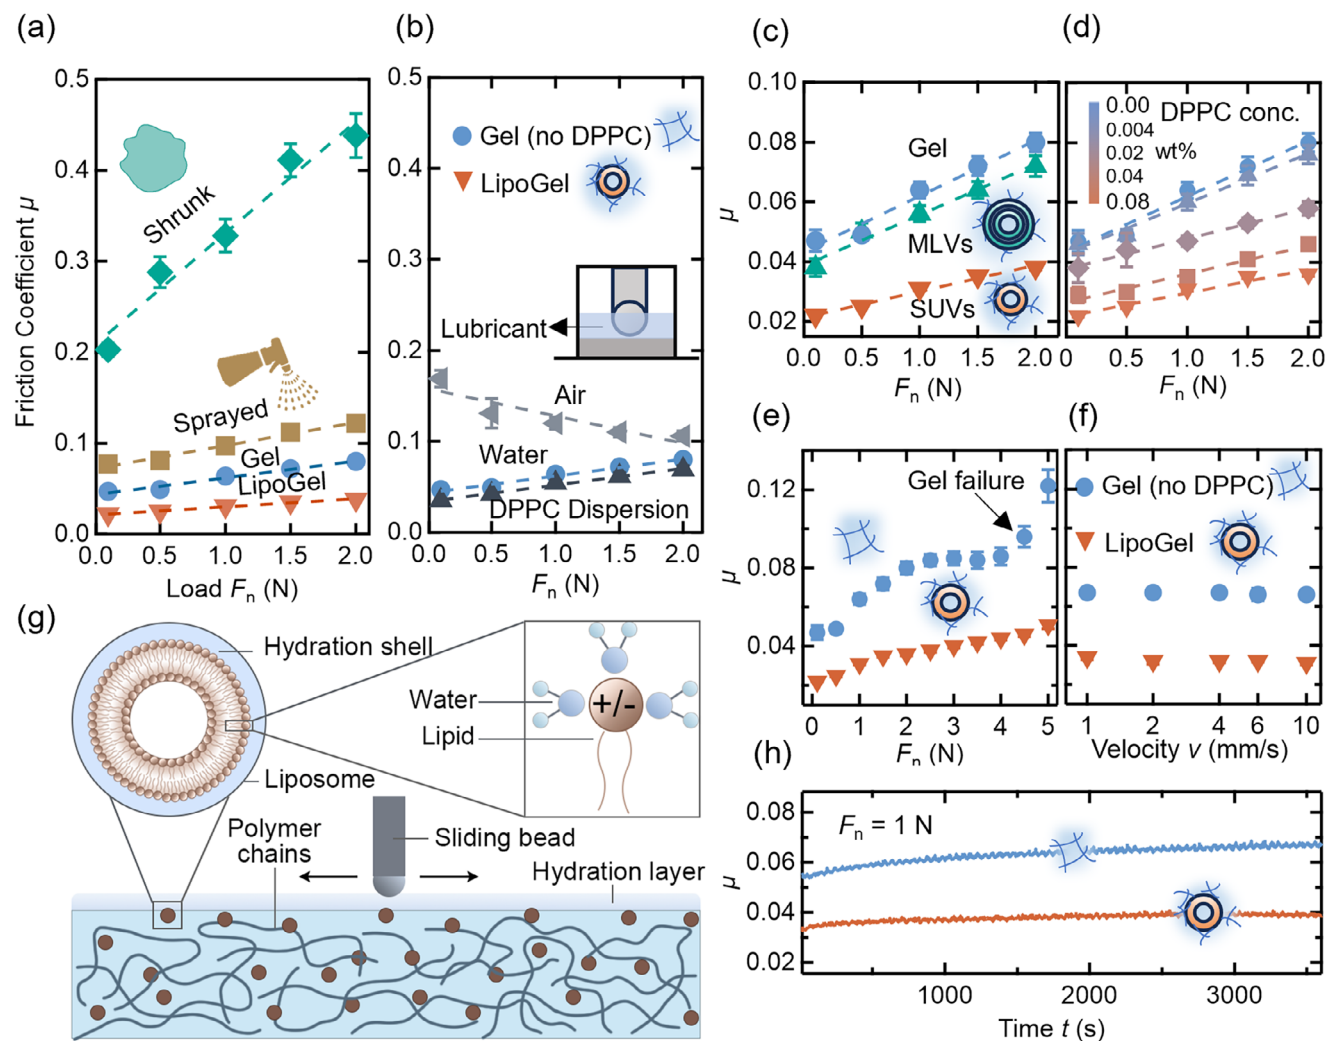 (a)
0.5
0.4
0.3
0.2
0.1
0.0
Friction Coefficient μ
Shrunk
Sprayed
Gel
LipoGel
0.0
0.5
1.0
1.5
2.0
Load Fn (N)
(b)
0.5
0.4
0.3
0.2
0.1
0.0
Gel (no DPPC)
LipoGel
Lubricant
Air
Water
DPPC Dispersion
0.0
0.5
1.0
1.5
2.0
Fn (N)
(c)
0.10
0.08
0.06
0.04
0.02
μ
Gel
MLVs
SUVs
0.0
0.5
1.0
1.5
2.0
Fn (N)
(d)
0.00
0.004
0.02
0.04
0.08
wt%
DPPC conc.
0.0
0.5
1.0
1.5
2.0
Fn (N)
(e)
0.12
0.08
0.04
μ
Gel failure
0
1
2
3
4
5
Fn (N)
(f)
Gel (no DPPC)
LipoGel
1
2
4
6
10
Velocity v (mm/s)
(g)
Hydration shell
Liposome
Water
Lipid
+/-
Polymer
chains
Sliding bead
Hydration layer
(h)
0.08
0.06
0.04
0.02
μ
Fn = 1 N
1000
2000
3000
Time t (s)